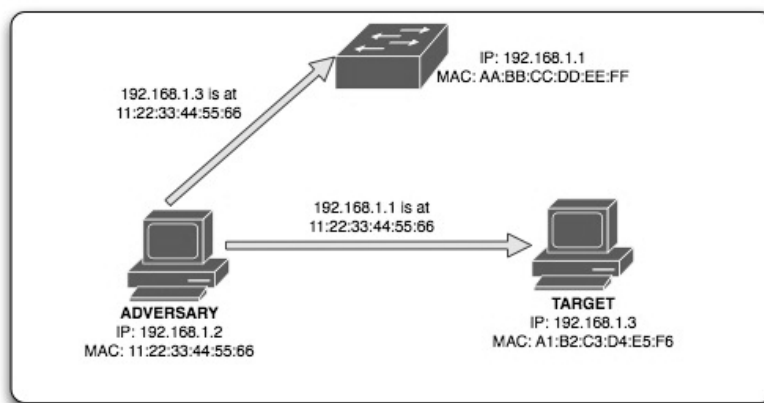 IP: 192.168.1.1
MAC: AA:BB:CC:DD:EE:FF
192.168.1.3 is at
11:22:33:44:55:66
192.168.1.1 is at
11:22:33:44:55:66
ADVERSARY
IP: 192.168.1.2
MAC: 11:22:33:44:55:66
TARGET
IP: 192.168.1.3
MAC: A1:B2:C3:D4:E5:F6